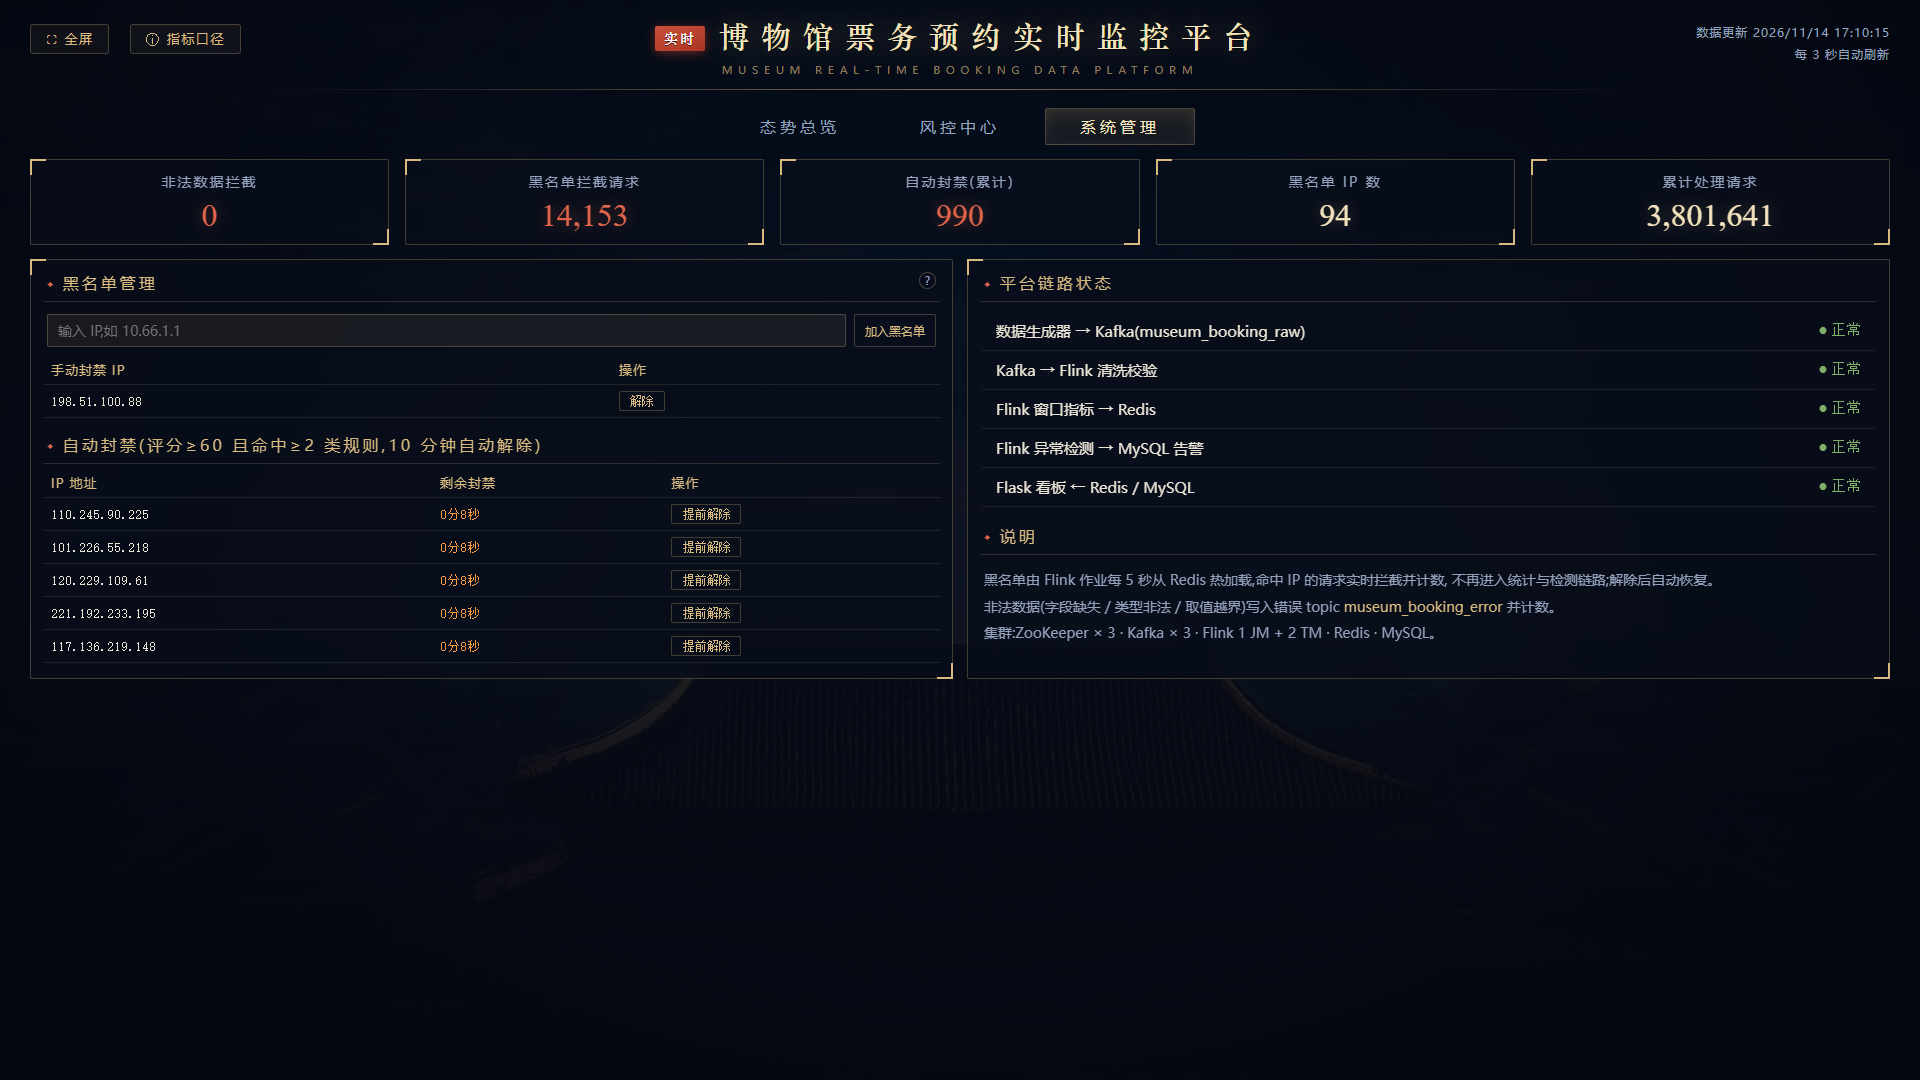 全屏
指标口径
实时 博物馆票务预约实时监控平台
MUSEUM REAL-TIME BOOKING DATA PLATFORM
数据更新 2026/11/14 17:10:15
每 3 秒自动刷新
态势总览 风控中心 系统管理
非法数据拦截
0
黑名单拦截请求
14,153
自动封禁(累计)
990
黑名单 IP 数
94
累计处理请求
3,801,641
黑名单管理 ?
输入 IP,如 10.66.1.1 加入黑名单
手动封禁 IP 操作
198.51.100.88 解除
自动封禁(评分≥60 且命中≥2 类规则,10 分钟自动解除)
IP 地址 剩余封禁 操作
110.245.90.225 0分8秒 提前解除
101.226.55.218 0分8秒 提前解除
120.229.109.61 0分8秒 提前解除
221.192.233.195 0分8秒 提前解除
117.136.219.148 0分8秒 提前解除
平台链路状态
数据生成器 → Kafka(museum_booking_raw) ● 正常
Kafka → Flink 清洗校验 ● 正常
Flink 窗口指标 → Redis ● 正常
Flink 异常检测 → MySQL 告警 ● 正常
Flask 看板 ← Redis / MySQL ● 正常
说明
黑名单由 Flink 作业每 5 秒从 Redis 热加载,命中 IP 的请求实时拦截并计数, 不再进入统计与检测链路;解除后自动恢复。
非法数据(字段缺失 / 类型非法 / 取值越界)写入错误 topic museum_booking_error 并计数。
集群:ZooKeeper × 3 · Kafka × 3 · Flink 1 JM + 2 TM · Redis · MySQL。